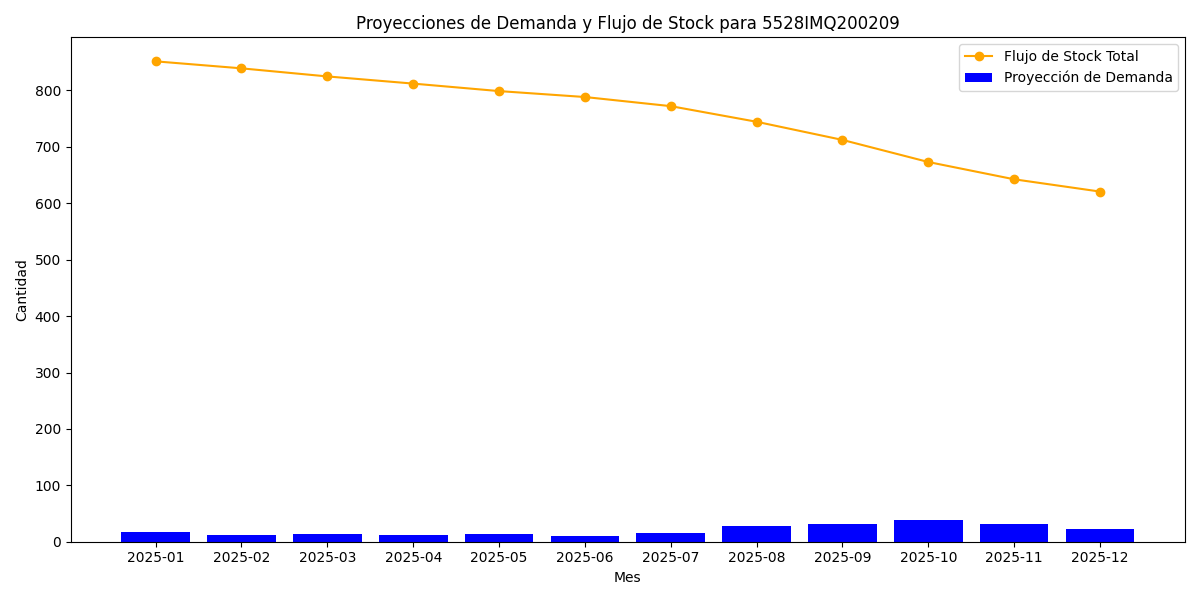 Proyecciones de Demanda y Flujo de Stock para 5528IMQ200209
Flujo de Stock Total
Proyección de Demanda
Cantidad
800
700
600
500
400
300
200
100
0
2025-01 2025-02 2025-03 2025-04 2025-05 2025-06 2025-07 2025-08 2025-09 2025-10 2025-11 2025-12
Mes